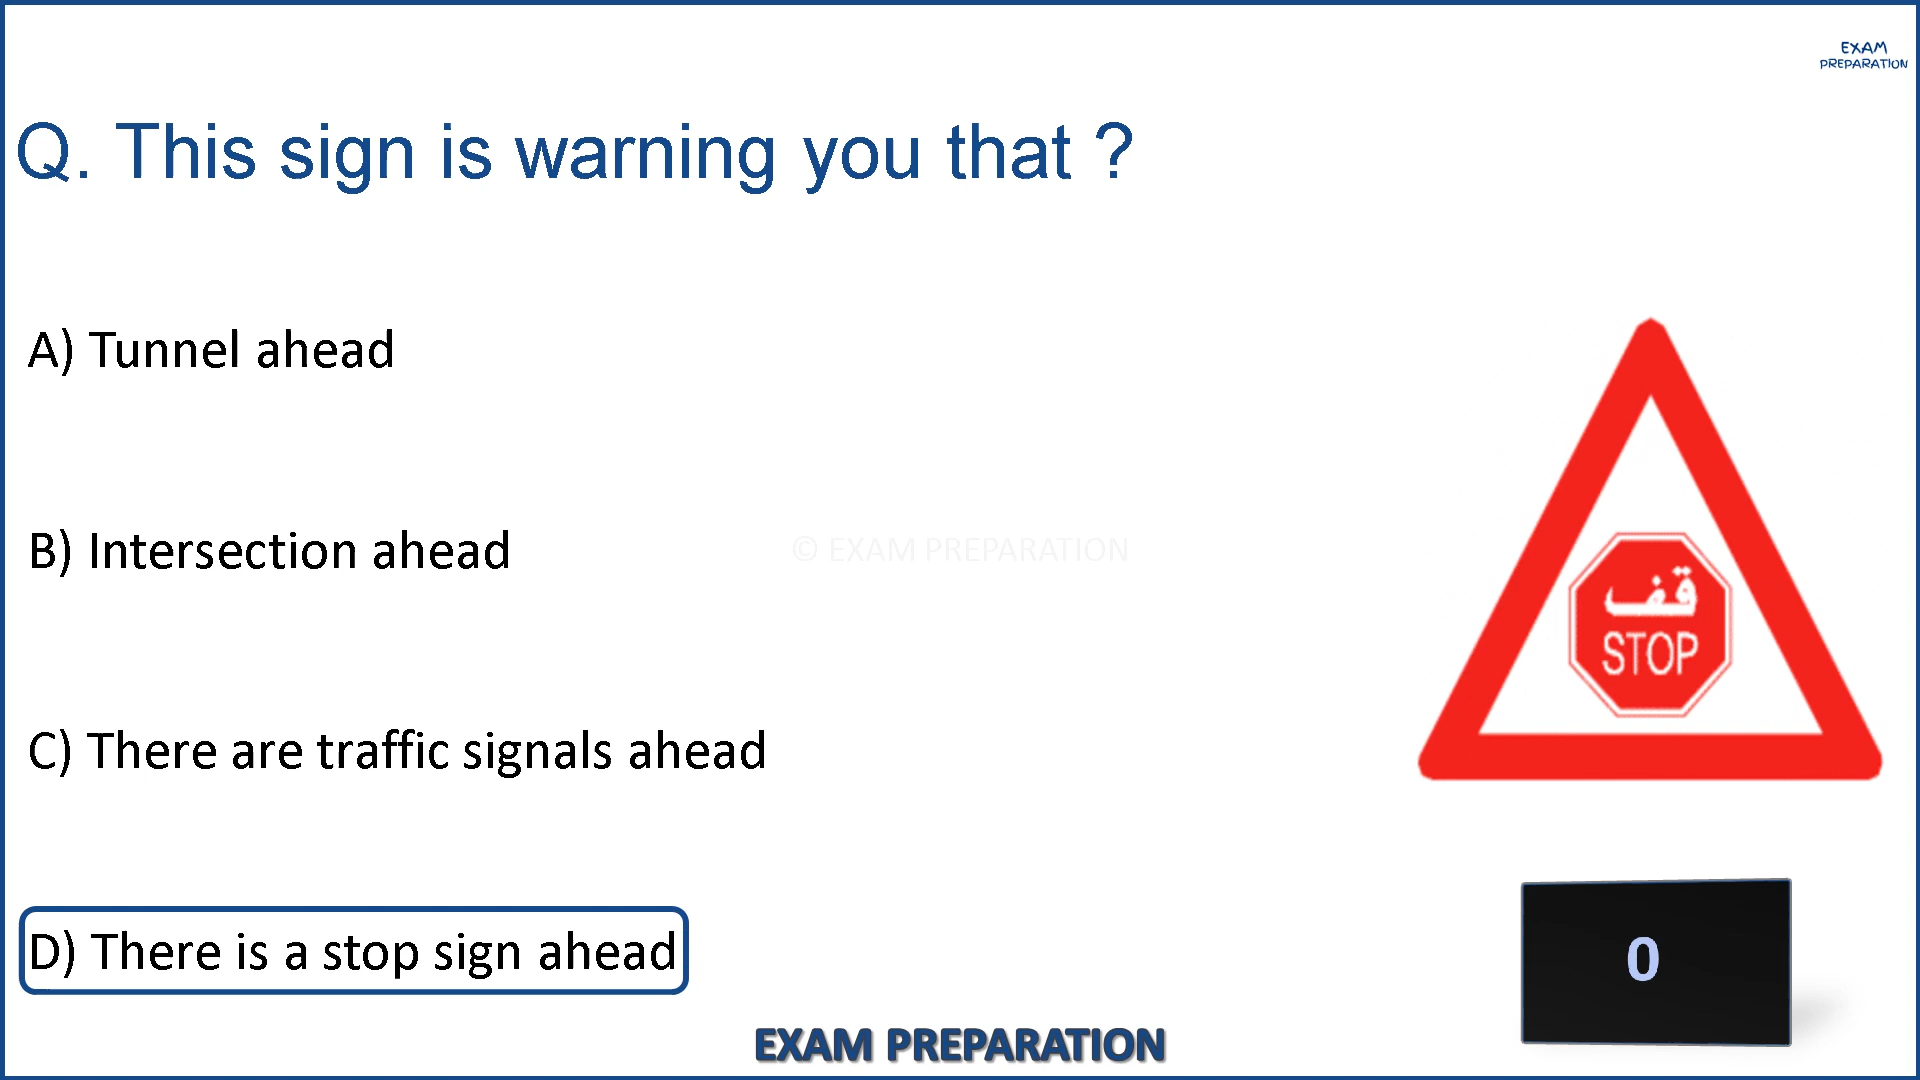 EXAM
PREPARATION
Q. This sign is warning you that ?
A) Tunnel ahead
B) Intersection ahead
© EXAM PREPARATION
قف
STOP
C) There are traffic signals ahead
D) There is a stop sign ahead
0
EXAM PREPARATION